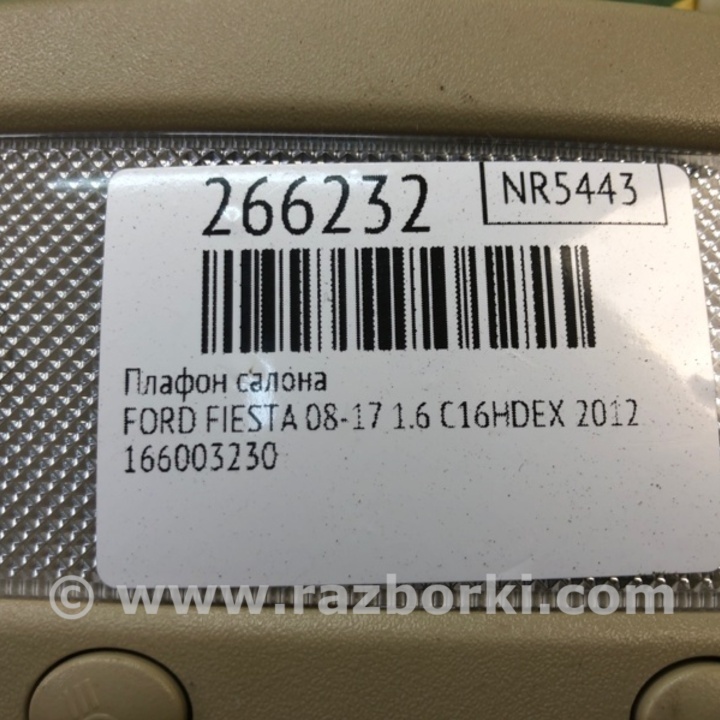 266232
NR5443
Плафон салона
FORD FIESTA 08-17 1.6 C16HDEX 2012
166003230
© www.razborki.com